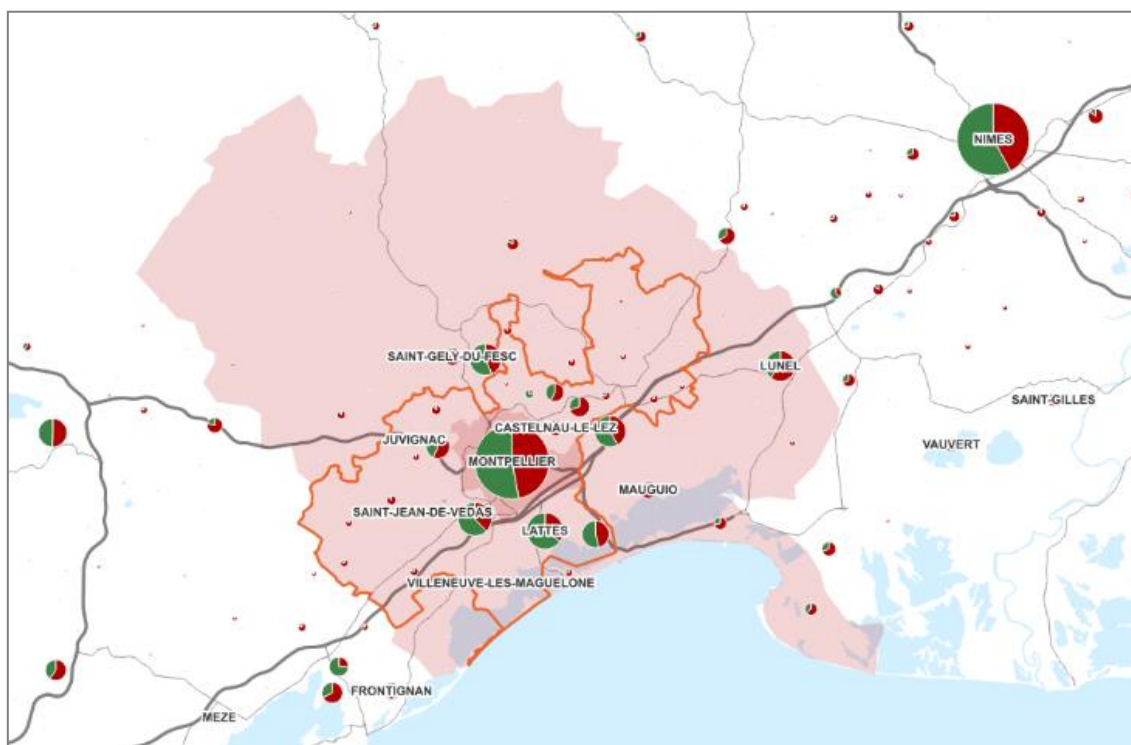 NIMES
SAINT-GELY-DU-FESC
LUNEL
SAINT-GILLES
CASTELNAU-LE-LEZ
JUVIGNAC
VAUVERT
MONTPELLIER
MAUGUIO
SAINT-JEAN-DE-VEDAS
LATTES
VILLENEUVE-LES-MAGUELONE
FRONTIGNAN
MEZE